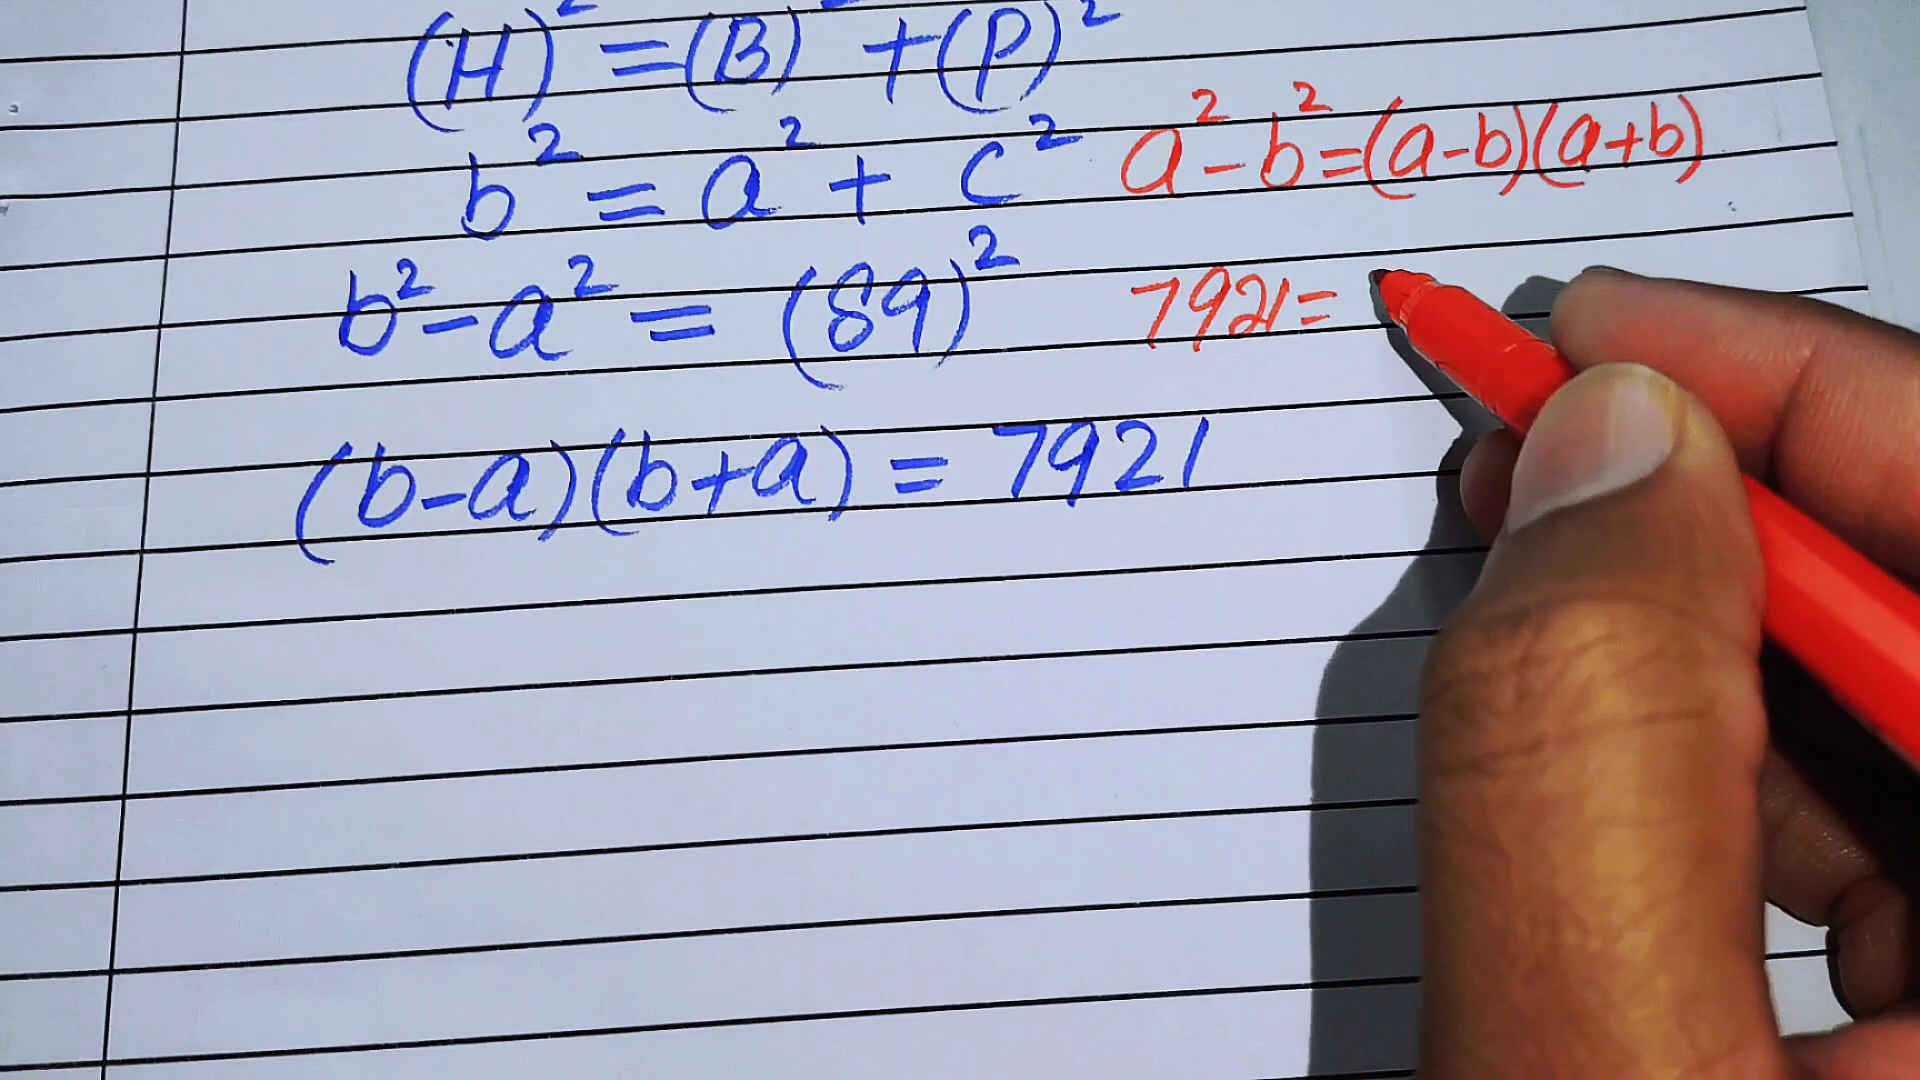 (H)² = (B)² + (P)²
b² = a² + c²
a² - b² = (a-b)(a+b)
b² - a² = (89)²
7921 =
(b-a)(b+a) = 7921